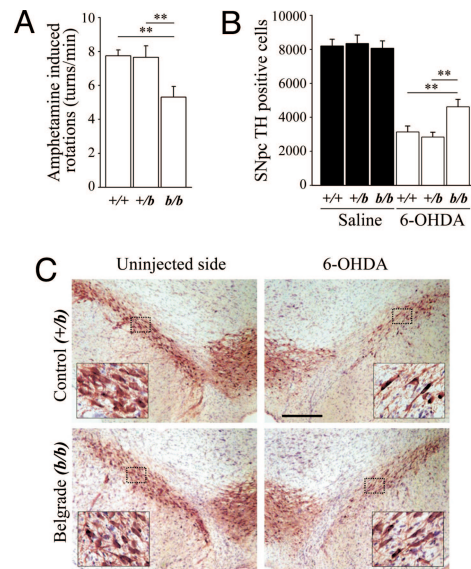 A
Amphetamine induced
rotations (turns/min)
10
8
6
4
2
0
**
**
+/+ +/b b/b
B
SNpc TH positive cells
10000
8000
6000
4000
2000
0
**
**
+/+ +/b b/b +/+ +/b b/b
Saline 6-OHDA
C
Uninjected side 6-OHDA
Control (+/b)
Belgrade (b/b)